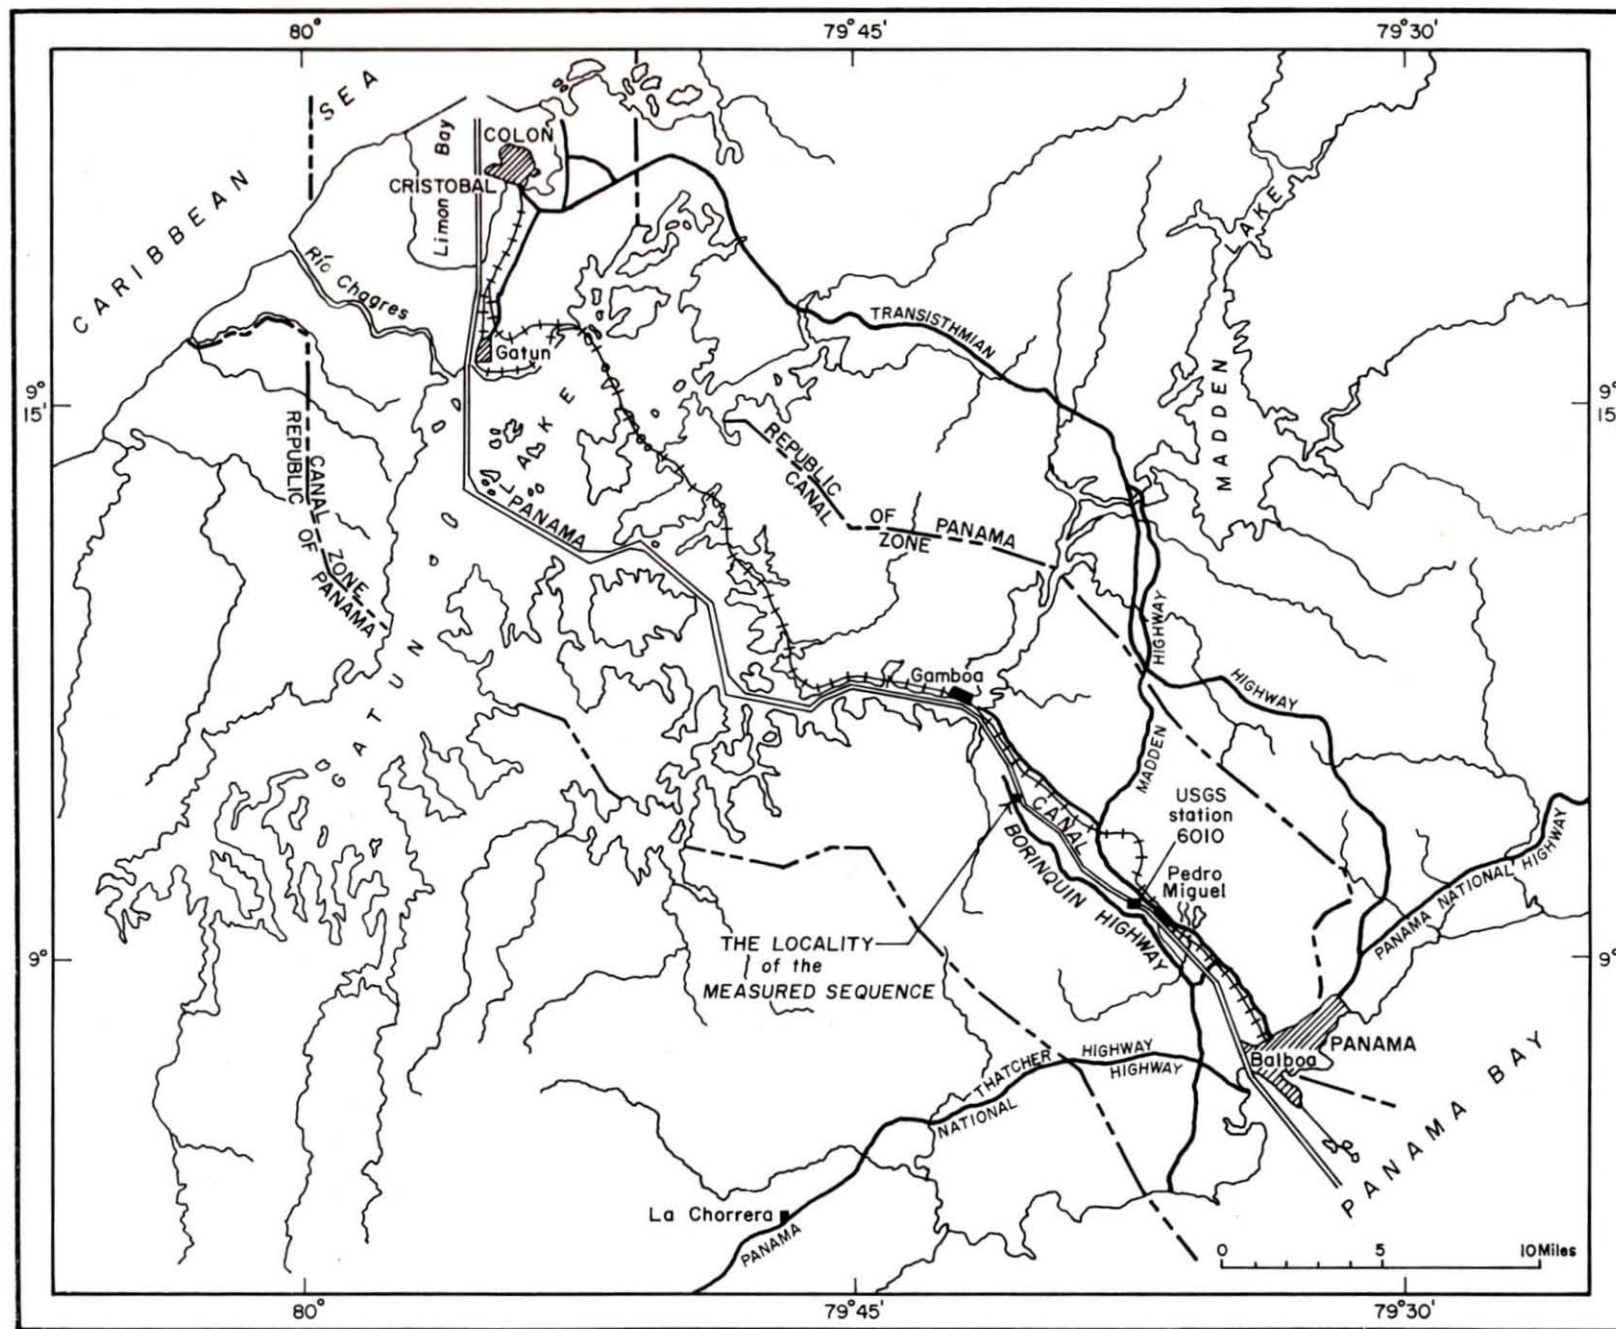 80°
79°45'
79°30'
CARIBBEAN SEA
Limon Bay
COLON
CRISTOBAL
Río Chagres
Gatun
TRANSISTHMIAN
MADDEN LAKE
9°
15'
9°
15'
REPUBLIC OF PANAMA
CANAL ZONE
REPUBLIC OF PANAMA
CANAL ZONE
GATUN LAKE
PANAMA
CANAL
Gamboa
HIGHWAY
HIGHWAY
MADDEN
USGS
station
6010
Pedro
Miguel
BORINQUIN HIGHWAY
PANAMA NATIONAL HIGHWAY
THE LOCALITY
of the
MEASURED SEQUENCE
9°
9°
PANAMA
Balboa
THATCHER HIGHWAY
PANAMA NATIONAL HIGHWAY
La Chorrera
PANAMA BAY
0 5 10 Miles
80°
79°45'
79°30'